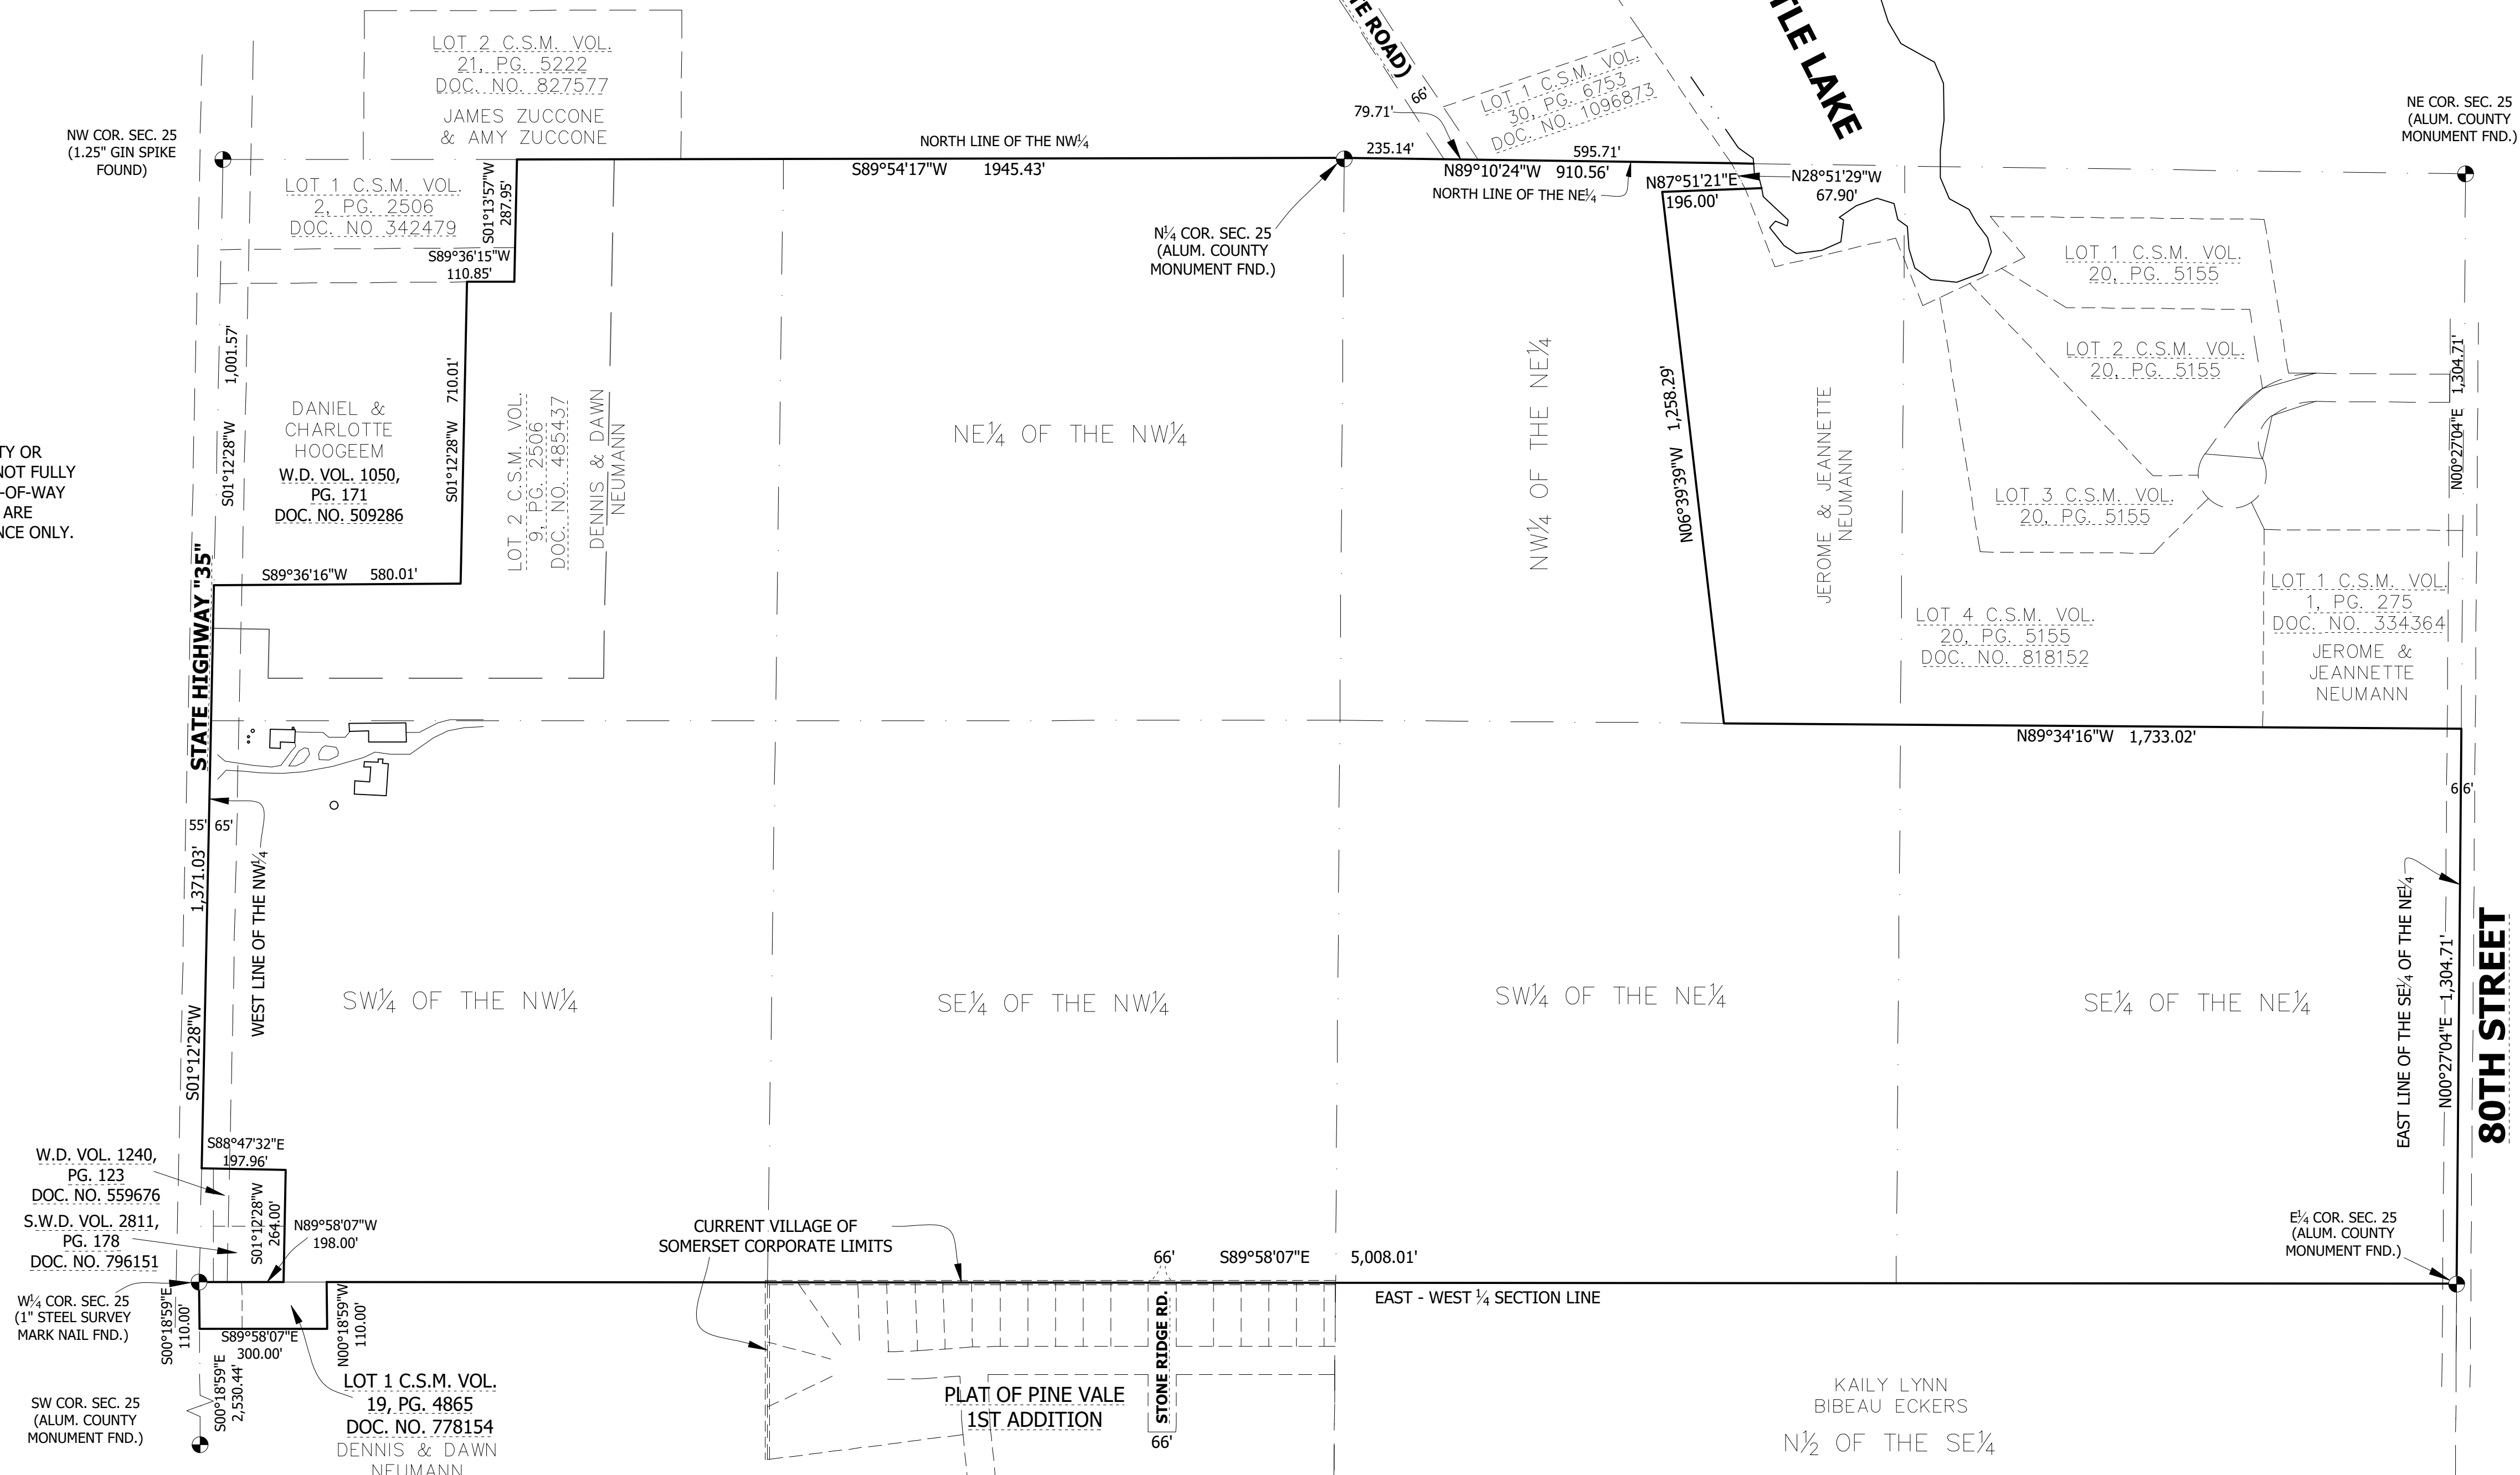 LOT 2 C.S.M. VOL.
21, PG. 5222
DOC. NO. 827577
JAMES ZUCCONE
& AMY ZUCCONE
TE ROAD)
66'
79.71'
LOT 1 C.S.M. VOL.
30, PG. 6753
DOC. NO. 1096873
TLE LAKE
NE COR. SEC. 25
(ALUM. COUNTY
MONUMENT FND.)
NW COR. SEC. 25
(1.25" GIN SPIKE
FOUND)
NORTH LINE OF THE NW¼
S89°54'17"W 1945.43'
235.14'
595.71'
N89°10'24"W 910.56'
NORTH LINE OF THE NE¼
N87°51'21"E
196.00'
N28°51'29"W
67.90'
LOT 1 C.S.M. VOL.
2, PG. 2506
DOC. NO 342479
S01°13'57"W
287.95'
S89°36'15"W
110.85'
N¼ COR. SEC. 25
(ALUM. COUNTY
MONUMENT FND.)
LOT 1 C.S.M. VOL.
20, PG. 5155
LOT 2 C.S.M. VOL.
20, PG. 5155
N00°27'04"E 1,304.71'
S01°12'28"W 1,001.57'
DANIEL &
CHARLOTTE
HOOGEEM
W.D. VOL. 1050,
PG. 171
DOC. NO. 509286
S01°12'28"W 710.01'
LOT 2 C.S.M. VOL.
9, PG. 2506
DOC. NO. 485437
DENNIS & DAWN
NEUMANN
NE¼ OF THE NW¼
NW¼ OF THE NE¼
N06°39'39"W 1,258.29'
JEROME & JEANNETTE
NEUMANN
TY OR
NOT FULLY
-OF-WAY
ARE
NCE ONLY.
LOT 3 C.S.M. VOL.
20, PG. 5155
S89°36'16"W 580.01'
STATE HIGHWAY "35"
LOT 4 C.S.M. VOL.
20, PG. 5155
DOC. NO. 818152
LOT 1 C.S.M. VOL.
1, PG. 275
DOC. NO. 334364
JEROME &
JEANNETTE
NEUMANN
N89°34'16"W 1,733.02'
66'
55' 65'
S01°12'28"W 1,371.03'
WEST LINE OF THE NW¼
SW¼ OF THE NW¼
SE¼ OF THE NW¼
SW¼ OF THE NE¼
SE¼ OF THE NE¼
EAST LINE OF THE SE¼ OF THE NE¼
N00°27'04"E 1,304.71'
80TH STREET
S88°47'32"E
197.96'
W.D. VOL. 1240,
PG. 123
DOC. NO. 559676
S.W.D. VOL. 2811,
PG. 178
DOC. NO. 796151
S01°12'28"W
264.00'
N89°58'07"W
198.00'
CURRENT VILLAGE OF
SOMERSET CORPORATE LIMITS
66'
S89°58'07"E 5,008.01'
E¼ COR. SEC. 25
(ALUM. COUNTY
MONUMENT FND.)
EAST - WEST ¼ SECTION LINE
W¼ COR. SEC. 25
(1" STEEL SURVEY
MARK NAIL FND.)
S00°18'59"E
110.00'
S89°58'07"E
300.00'
N00°18'59"W
110.00'
S00°18'59"E
2,530.44'
SW COR. SEC. 25
(ALUM. COUNTY
MONUMENT FND.)
LOT 1 C.S.M. VOL.
19, PG. 4865
DOC. NO. 778154
DENNIS & DAWN
NEUMANN
PLAT OF PINE VALE
1ST ADDITION
STONE RIDGE RD.
66'
KAILY LYNN
BIBEAU ECKERS
N½ OF THE SE¼